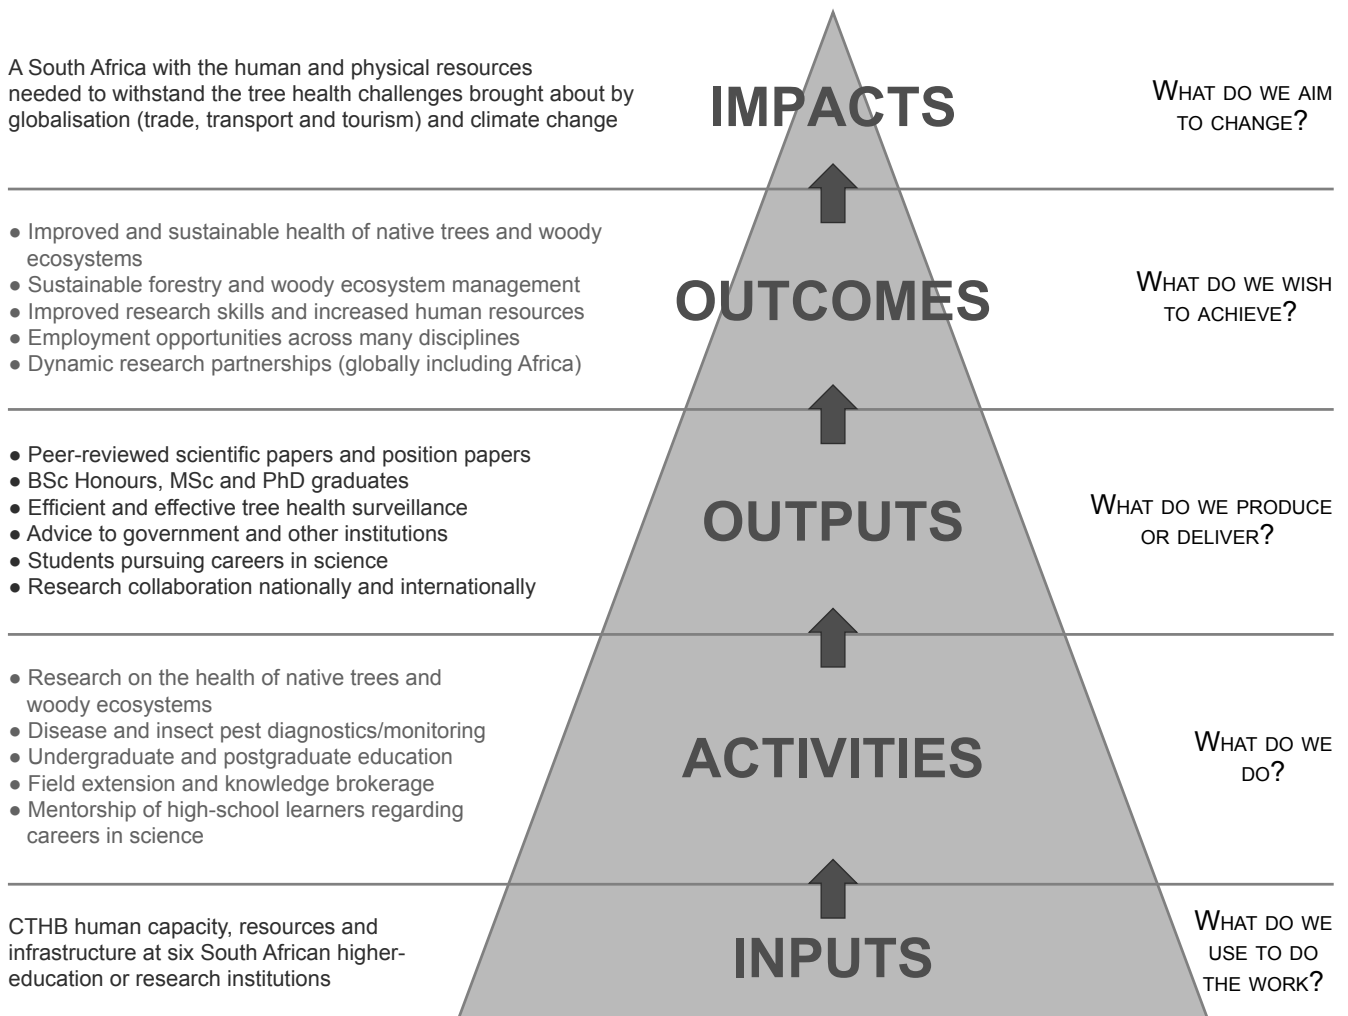 A South Africa with the human and physical resources
needed to withstand the tree health challenges brought about by
globalisation (trade, transport and tourism) and climate change
IMPACTS
WHAT DO WE AIM
TO CHANGE?
● Improved and sustainable health of native trees and woody
ecosystems
● Sustainable forestry and woody ecosystem management
● Improved research skills and increased human resources
● Employment opportunities across many disciplines
● Dynamic research partnerships (globally including Africa)
OUTCOMES
WHAT DO WE WISH
TO ACHIEVE?
● Peer-reviewed scientific papers and position papers
● BSc Honours, MSc and PhD graduates
● Efficient and effective tree health surveillance
● Advice to government and other institutions
● Students pursuing careers in science
● Research collaboration nationally and internationally
OUTPUTS
WHAT DO WE PRODUCE
OR DELIVER?
● Research on the health of native trees and
woody ecosystems
● Disease and insect pest diagnostics/monitoring
● Undergraduate and postgraduate education
● Field extension and knowledge brokerage
● Mentorship of high-school learners regarding
careers in science
ACTIVITIES
WHAT DO WE
DO?
CTHB human capacity, resources and
infrastructure at six South African higher-
education or research institutions
INPUTS
WHAT DO WE
USE TO DO
THE WORK?